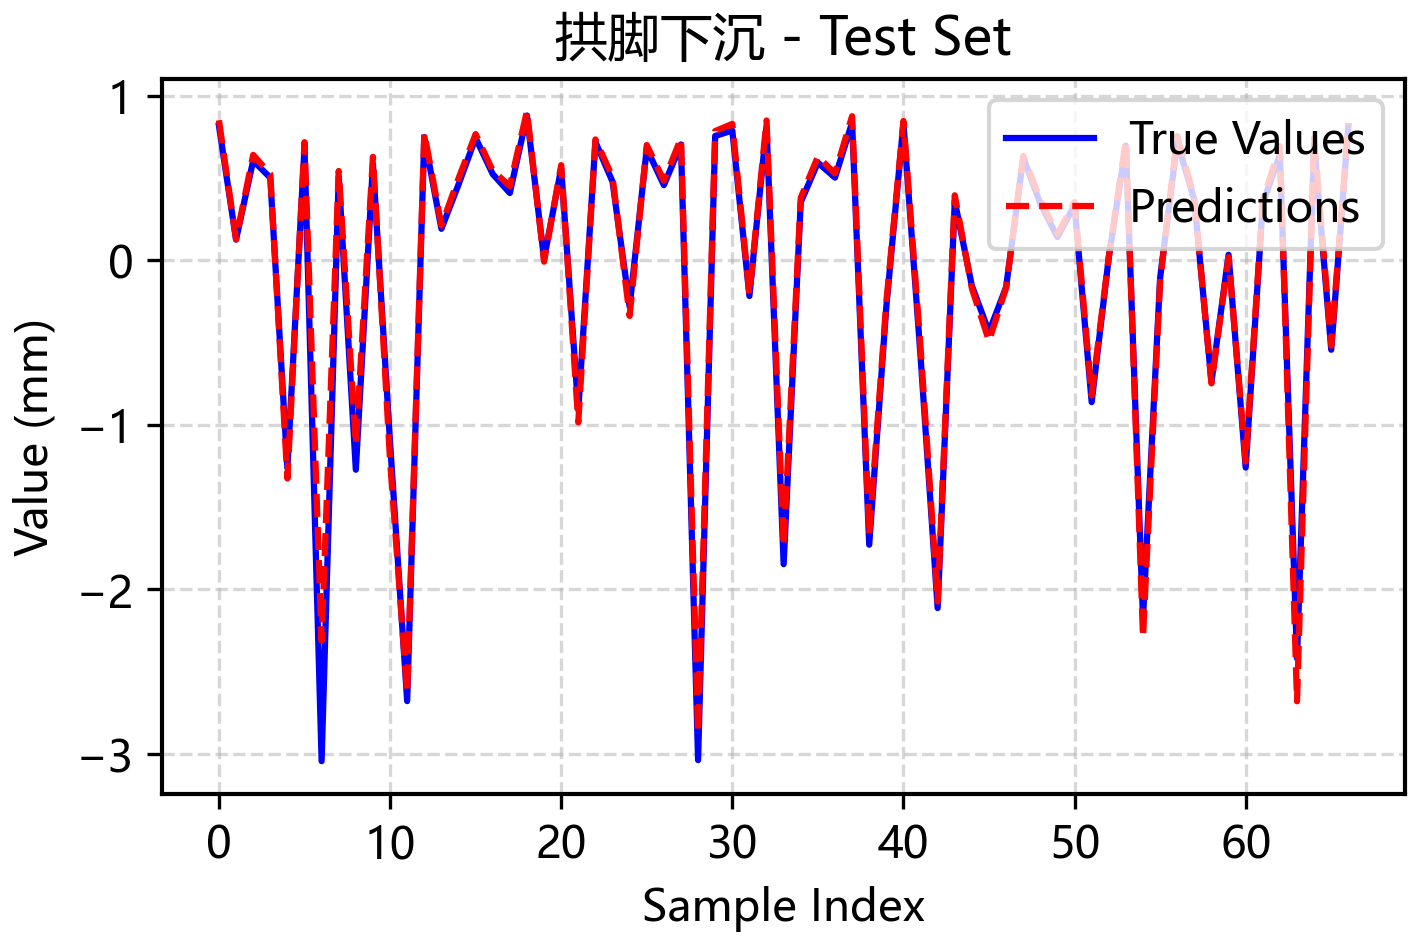 拱脚下沉 - Test Set
True Values
Predictions
1
0
−1
−2
−3
Value (mm)
0 10 20 30 40 50 60
Sample Index